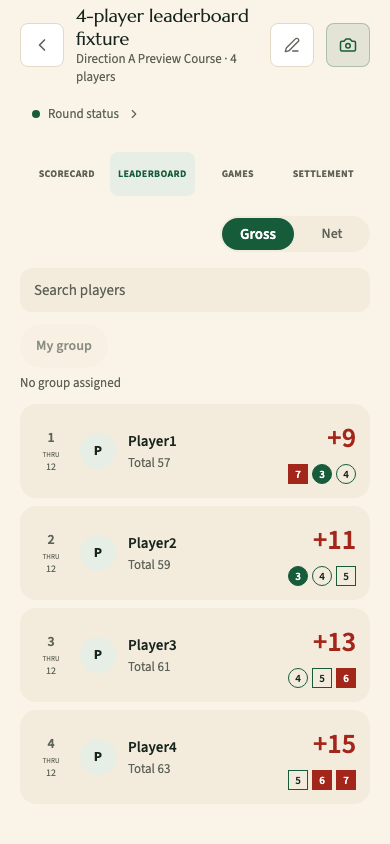 4-player leaderboard
fixture
Direction A Preview Course · 4
players
Round status
SCORECARD LEADERBOARD GAMES SETTLEMENT
Gross Net
Search players
My group
No group assigned
1
THRU
12
P
Player1
Total 57
+9
7 3 4
2
THRU
12
P
Player2
Total 59
+11
3 4 5
3
THRU
12
P
Player3
Total 61
+13
4 5 6
4
THRU
12
P
Player4
Total 63
+15
5 6 7